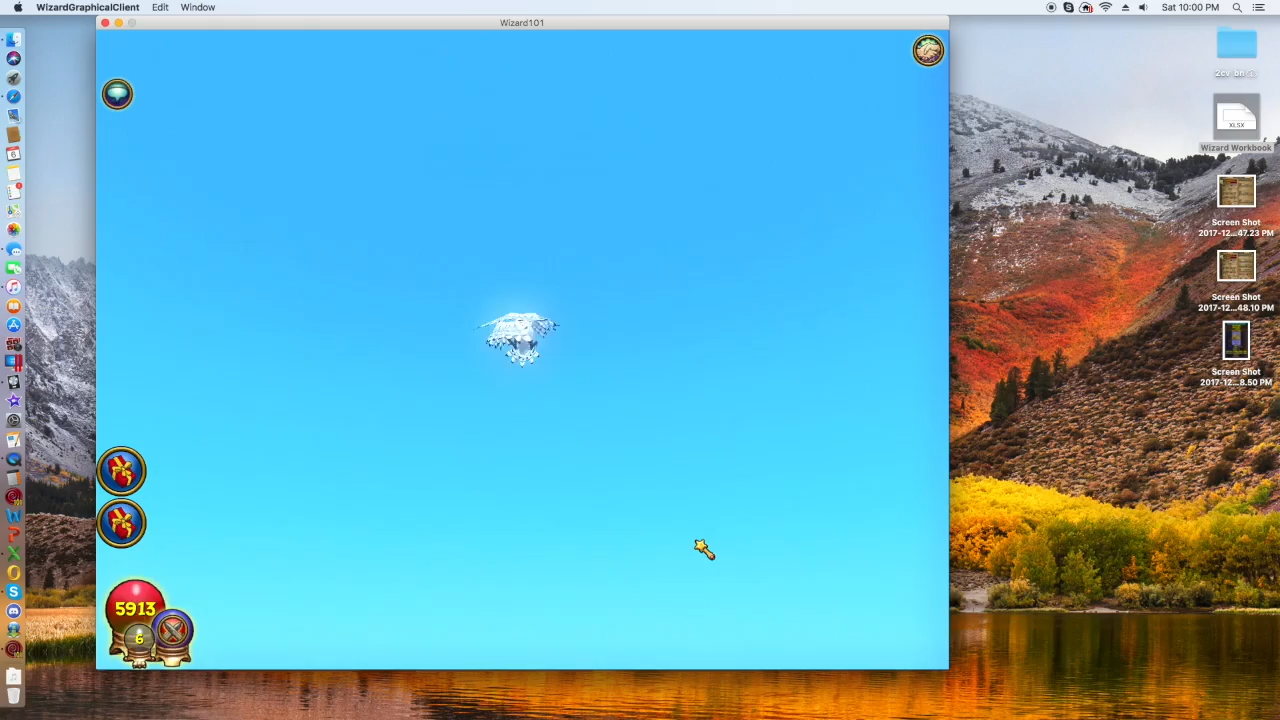 WizardGraphicalClient Edit Window
Sat 10:00 PM
Wizard101
5913
6
XLSX
Wizard Workbook
Screen Shot
2017-12...47.23 PM
Screen Shot
2017-12...48.10 PM
Screen Shot
2017-12...8.50 PM